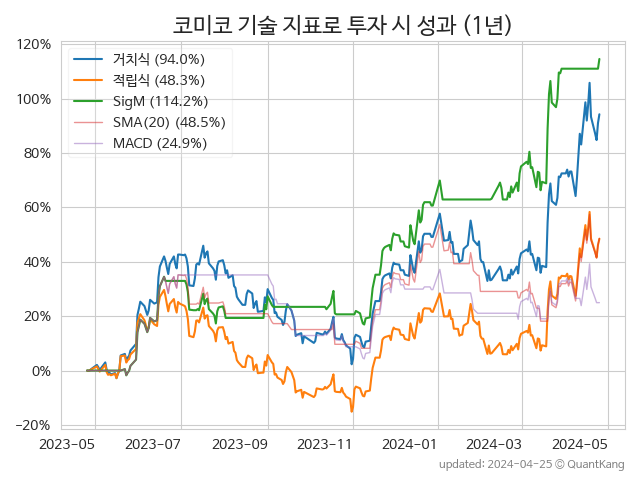 코미코 기술 지표로 투자 시 성과 (1년)
120%
100%
80%
60%
40%
20%
0%
−20%
거치식 (94.0%)
적립식 (48.3%)
SigM (114.2%)
SMA(20) (48.5%)
MACD (24.9%)
2023-05 2023-07 2023-09 2023-11 2024-01 2024-03 2024-05
updated: 2024-04-25 © QuantKang